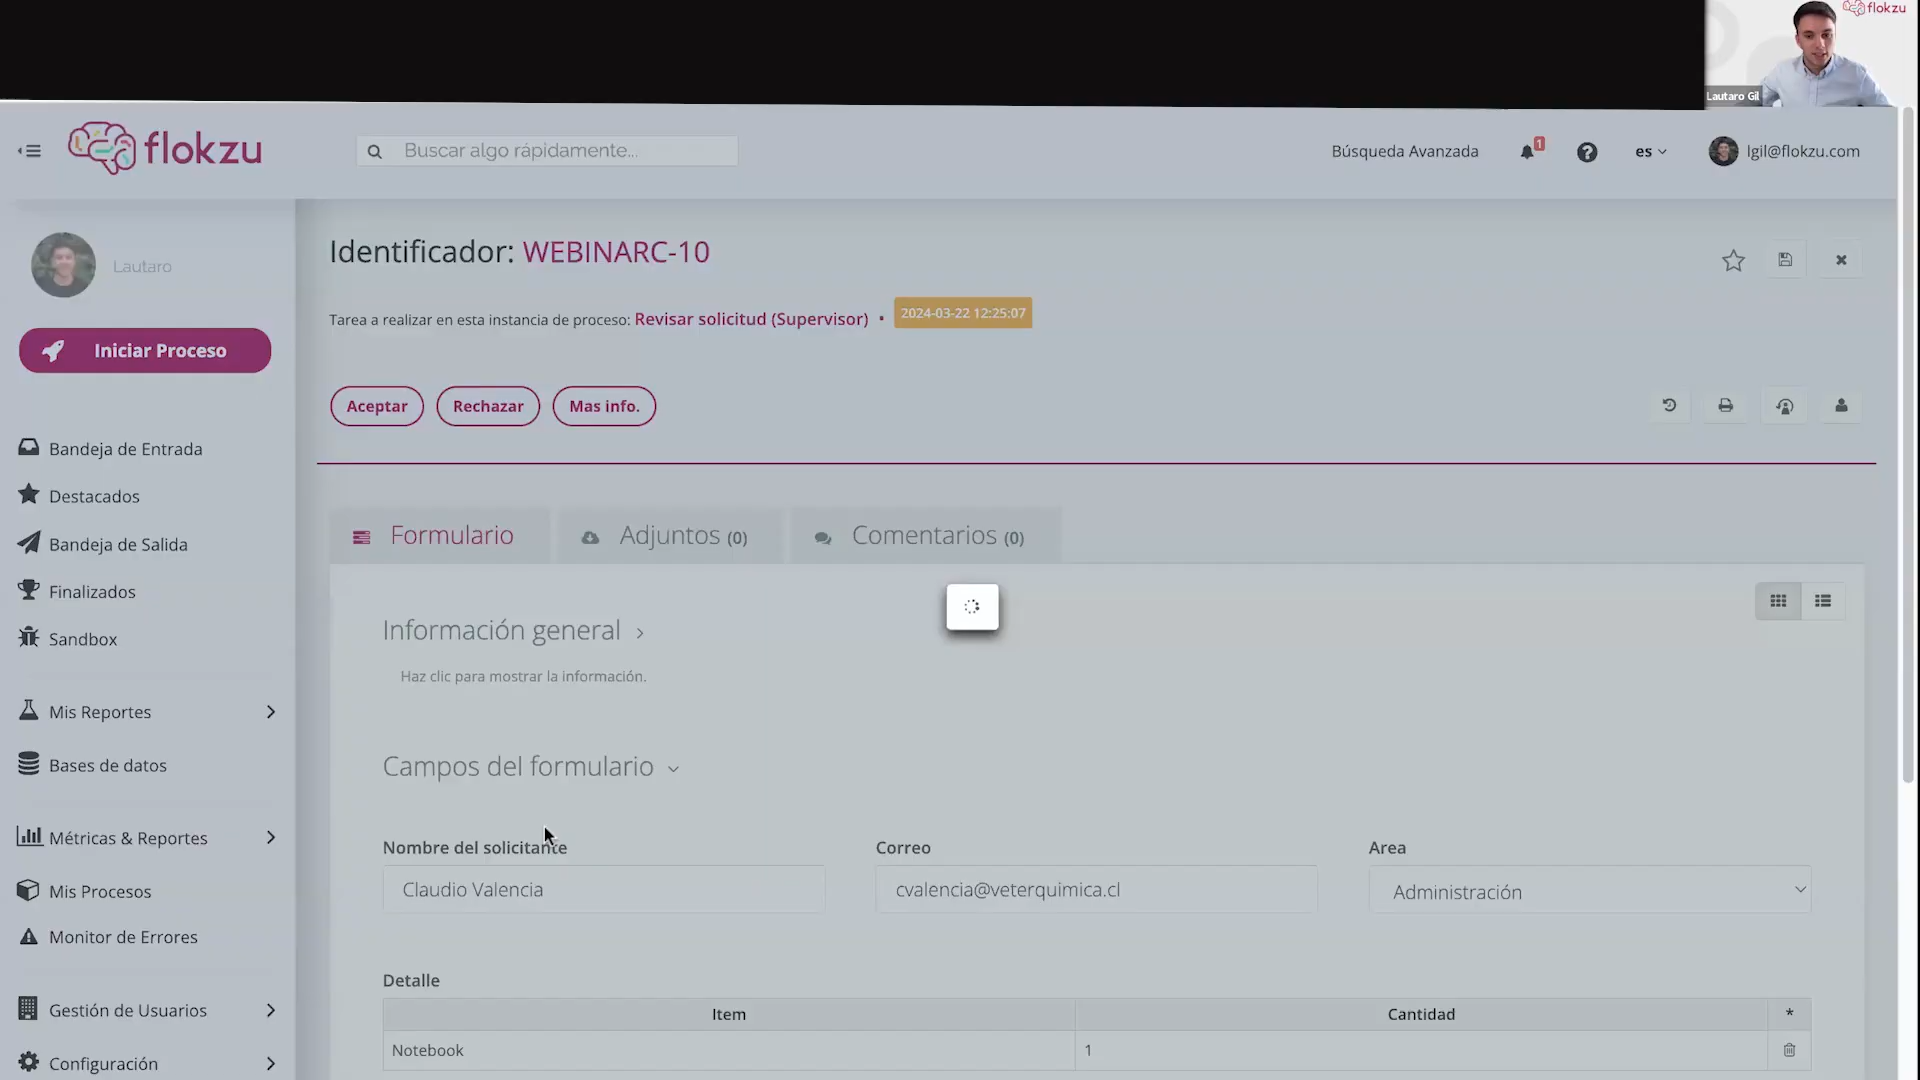 flokzu
Lautaro Gil
flokzu
Buscar algo rápidamente...
Búsqueda Avanzada
1
es
lgil@flokzu.com
Lautaro
Iniciar Proceso
Bandeja de Entrada
Destacados
Bandeja de Salida
Finalizados
Sandbox
Mis Reportes
Bases de datos
Métricas & Reportes
Mis Procesos
Monitor de Errores
Gestión de Usuarios
Configuración
Identificador: WEBINARC-10
Tarea a realizar en esta instancia de proceso: Revisar solicitud (Supervisor) • 2024-03-22 12:25:07
Aceptar
Rechazar
Mas info.
Formulario
Adjuntos (0)
Comentarios (0)
Información general
Haz clic para mostrar la información.
Campos del formulario
Nombre del solicitante
Correo
Area
Claudio Valencia
cvalencia@veterquimica.cl
Administración
Detalle
Item
Cantidad
*
Notebook
1